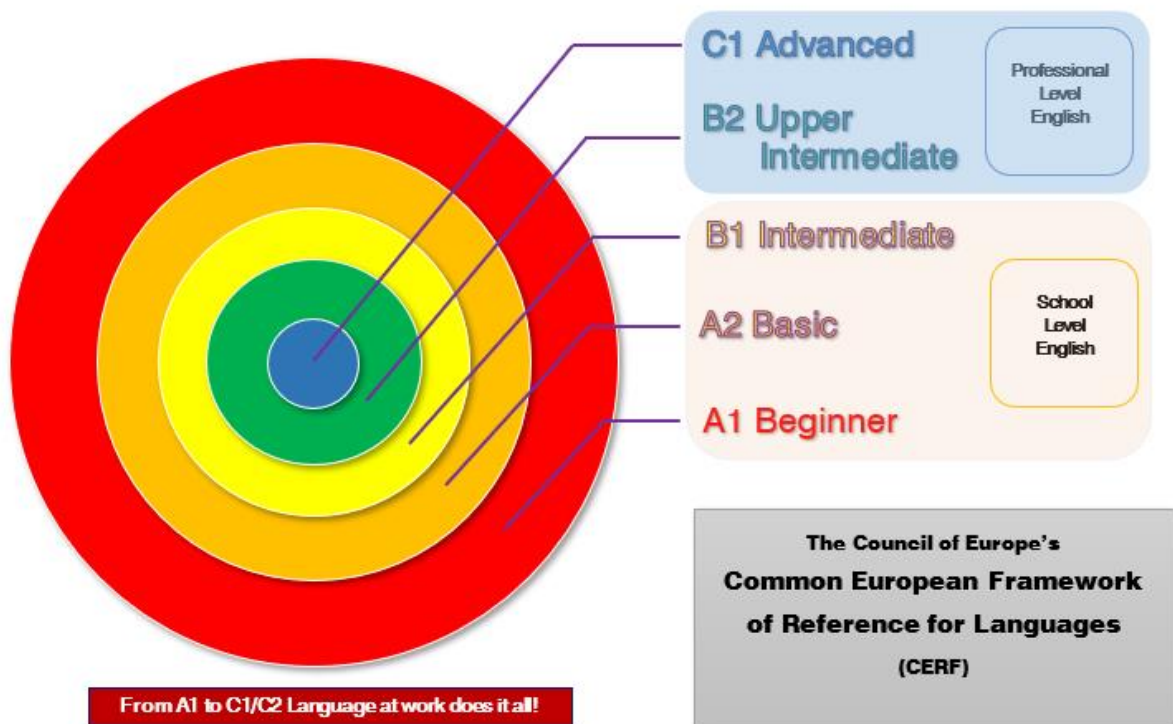 C1 Advanced
B2 Upper
Intermediate
Professional
Level
English
B1 Intermediate
A2 Basic
A1 Beginner
School
Level
English
The Council of Europe's
Common European Framework
of Reference for Languages
(CERF)
From A1 to C1/C2 Language at work does it all!